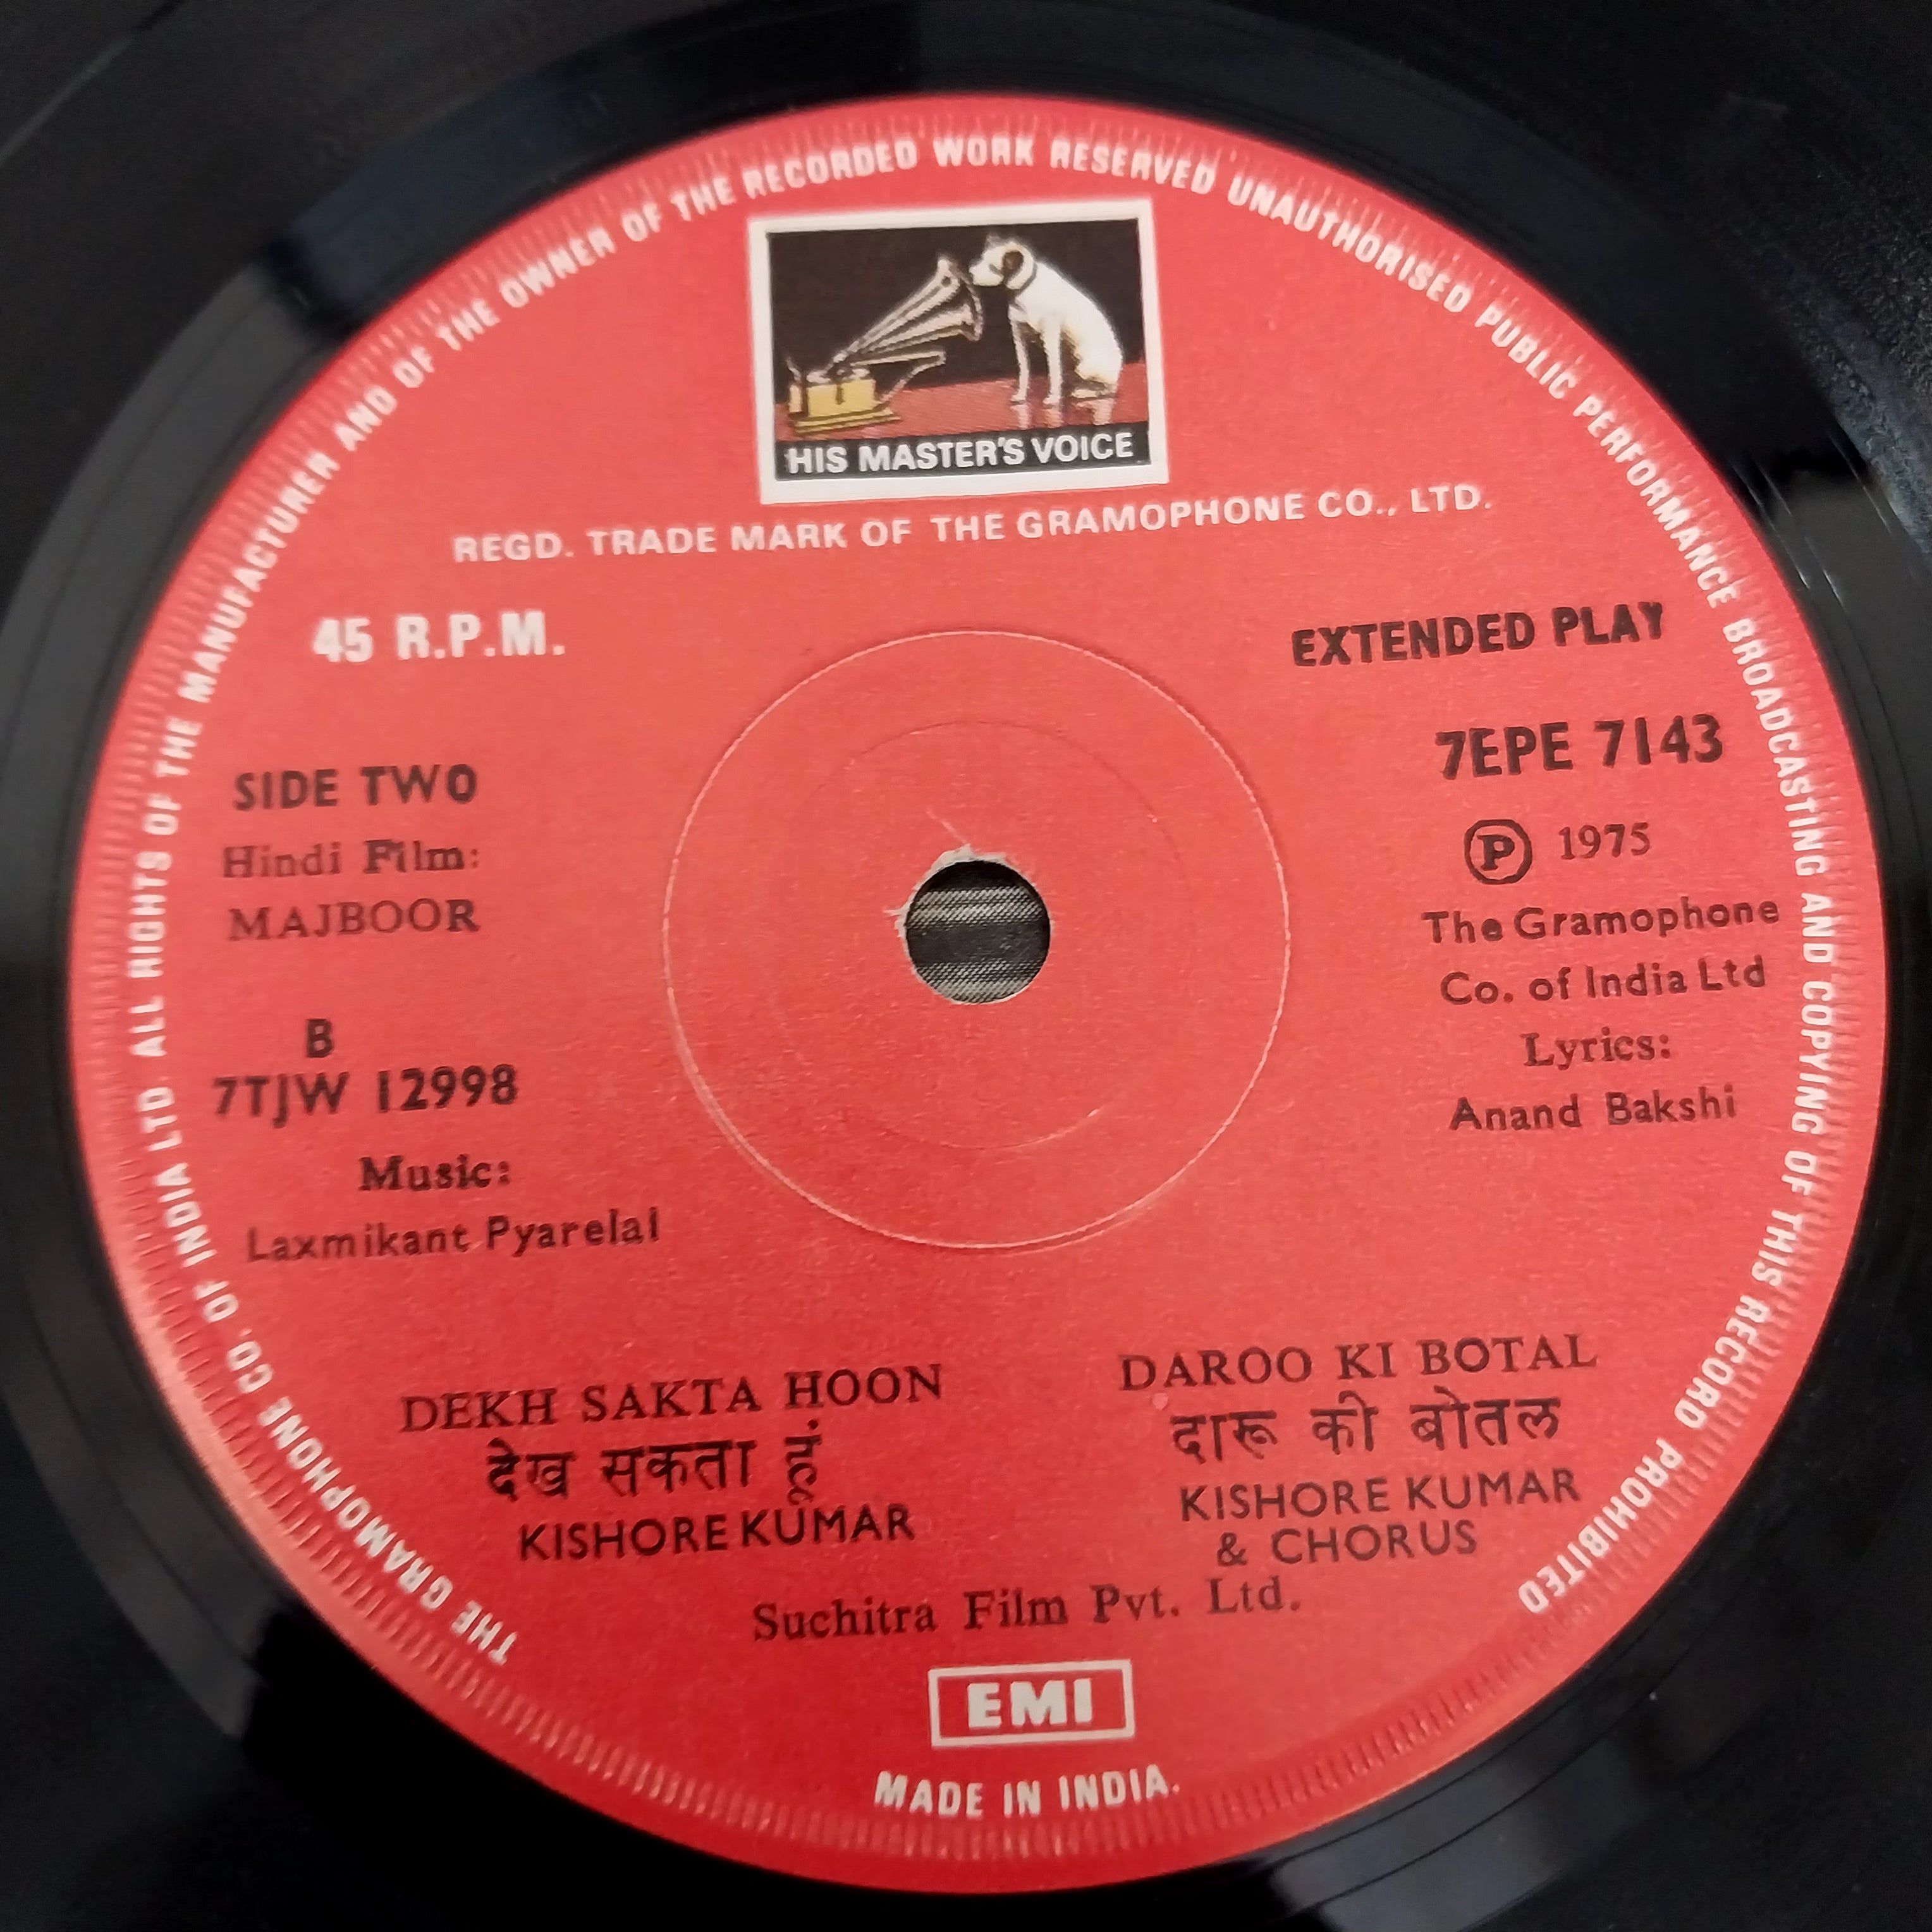 THE GRAMOPHONE CO. OF INDIA LTD. ALL RIGHTS OF THE MANUFACTURER AND OF THE OWNER OF THE RECORDED WORK RESERVED UNAUTHORISED PUBLIC PERFORMANCE BROADCASTING AND COPYING OF THIS RECORD PROHIBITED
HIS MASTER'S VOICE
REGD. TRADE MARK OF THE GRAMOPHONE CO., LTD.
45 R.P.M.
EXTENDED PLAY
SIDE TWO
Hindi Film:
MAJBOOR
B
7TJW 12998
Music:
Laxmikant Pyarelal
7EPE 7143
Ⓟ 1975
The Gramophone
Co. of India Ltd
Lyrics:
Anand Bakshi
DEKH SAKTA HOON
देख सकता हूं
KISHORE KUMAR
DAROO KI BOTAL
दारू की बोतल
KISHORE KUMAR
& CHORUS
Suchitra Film Pvt. Ltd.
EMI
MADE IN INDIA.